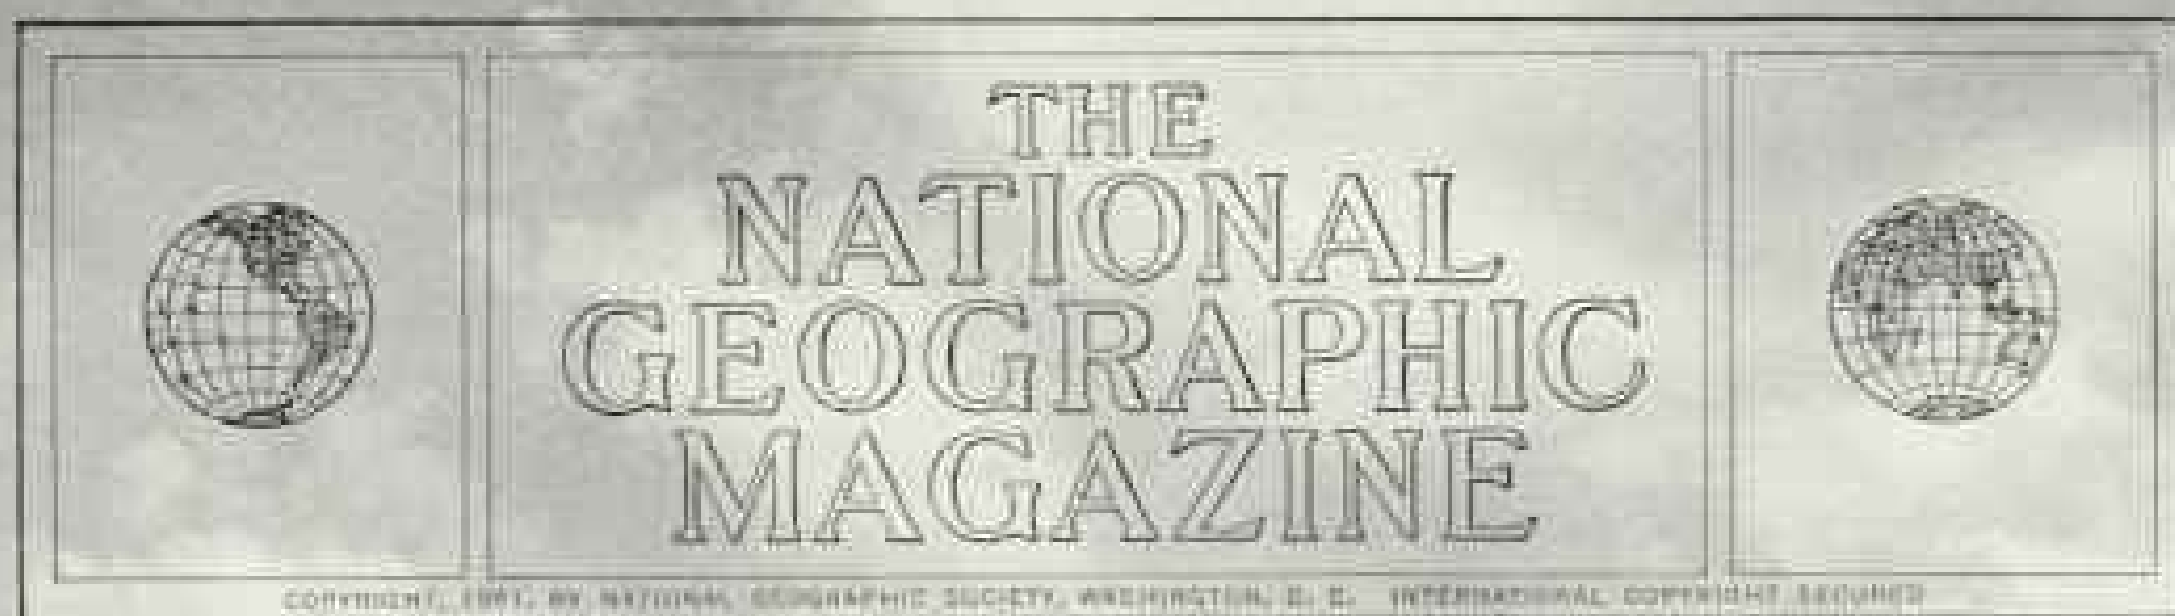 THE
NATIONAL
GEOGRAPHIC
MAGAZINE
COPYRIGHT, BY NATIONAL GEOGRAPHIC SOCIETY, WASHINGTON, D. C. INTERNATIONAL COPYRIGHT SECURED